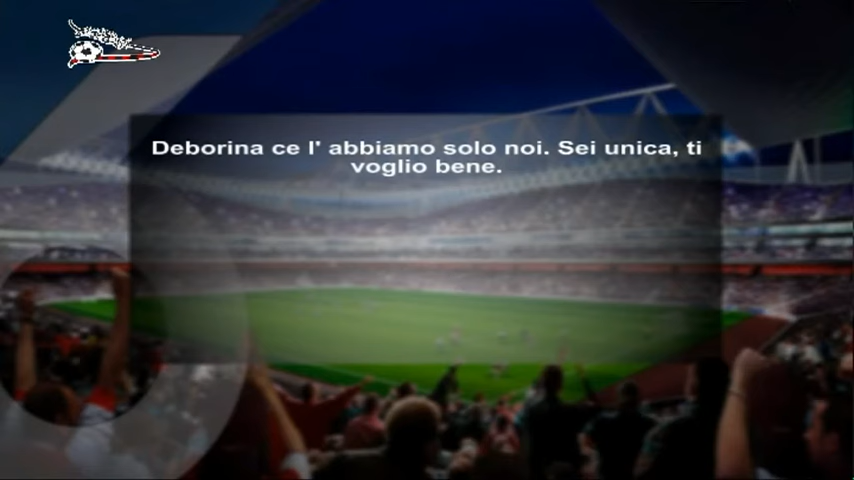 Deborina ce l' abbiamo solo noi. Sei unica, ti
voglio bene.